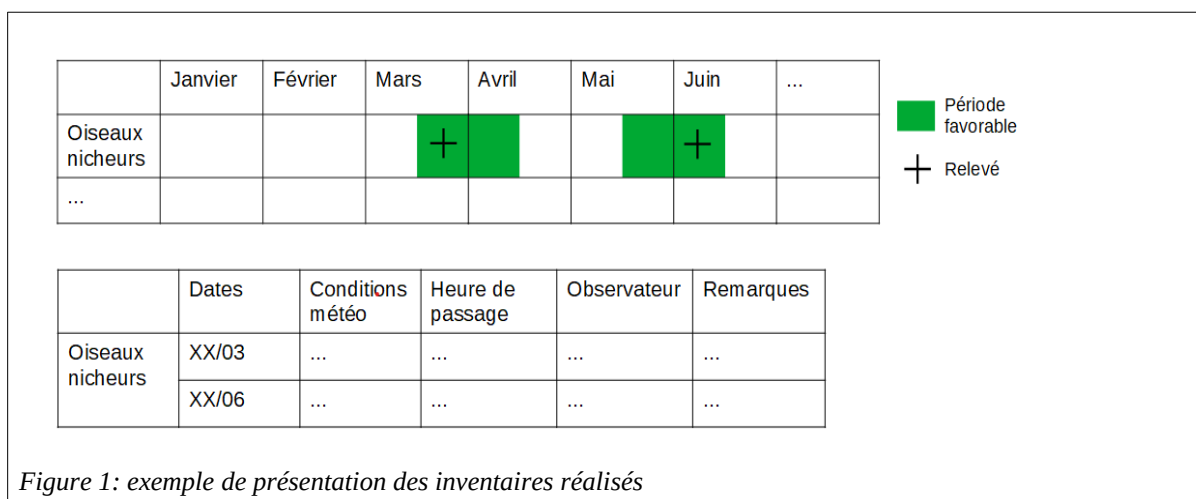 Janvier Février Mars Avril Mai Juin ...
Oiseaux
nicheurs
...
Période
favorable
Relevé
Dates Conditions météo Heure de passage Observateur Remarques
Oiseaux
nicheurs
XX/03 ... ... ... ...
XX/06 ... ... ... ...
Figure 1: exemple de présentation des inventaires réalisés